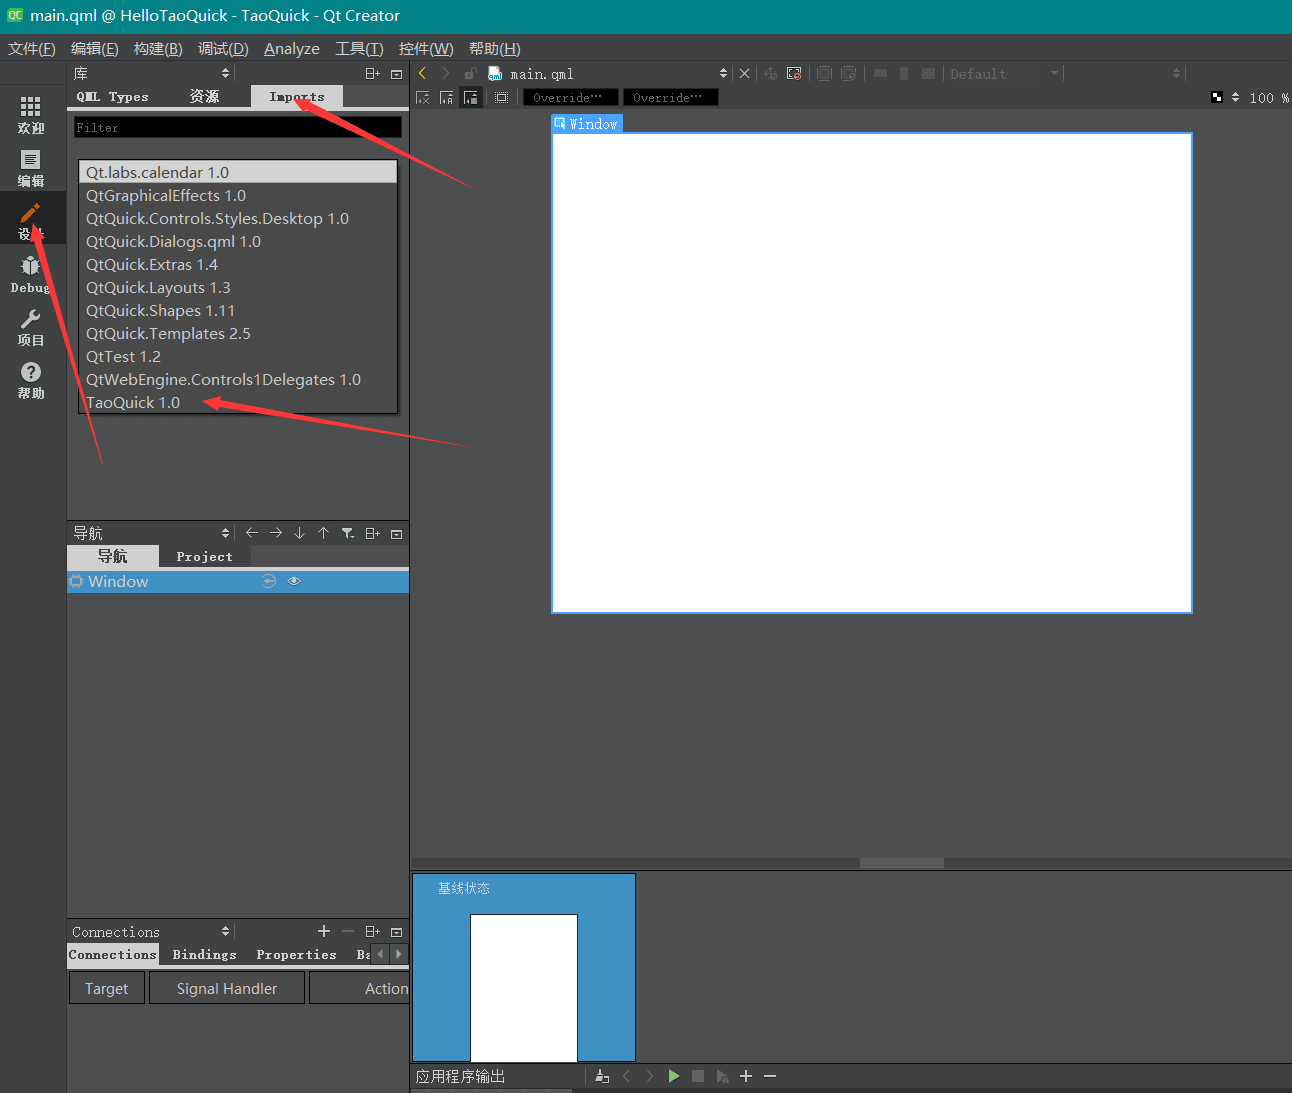 main.qml @ HelloTaoQuick - TaoQuick - Qt Creator
文件(F) 编辑(E) 构建(B) 调试(D) Analyze 工具(T) 控件(W) 帮助(H)
库
QML Types 资源 Imports
Filter
Qt.labs.calendar 1.0
QtGraphicalEffects 1.0
QtQuick.Controls.Styles.Desktop 1.0
QtQuick.Dialogs.qml 1.0
QtQuick.Extras 1.4
QtQuick.Layouts 1.3
QtQuick.Shapes 1.11
QtQuick.Templates 2.5
QtTest 1.2
QtWebEngine.Controls1Delegates 1.0
TaoQuick 1.0
欢迎
编辑
设计
Debug
项目
帮助
main.qml
Default
Override···
Override···
100 %
Window
导航
导航 Project
Window
Connections
Connections Bindings Properties Ba
Target Signal Handler Action
基线状态
应用程序输出